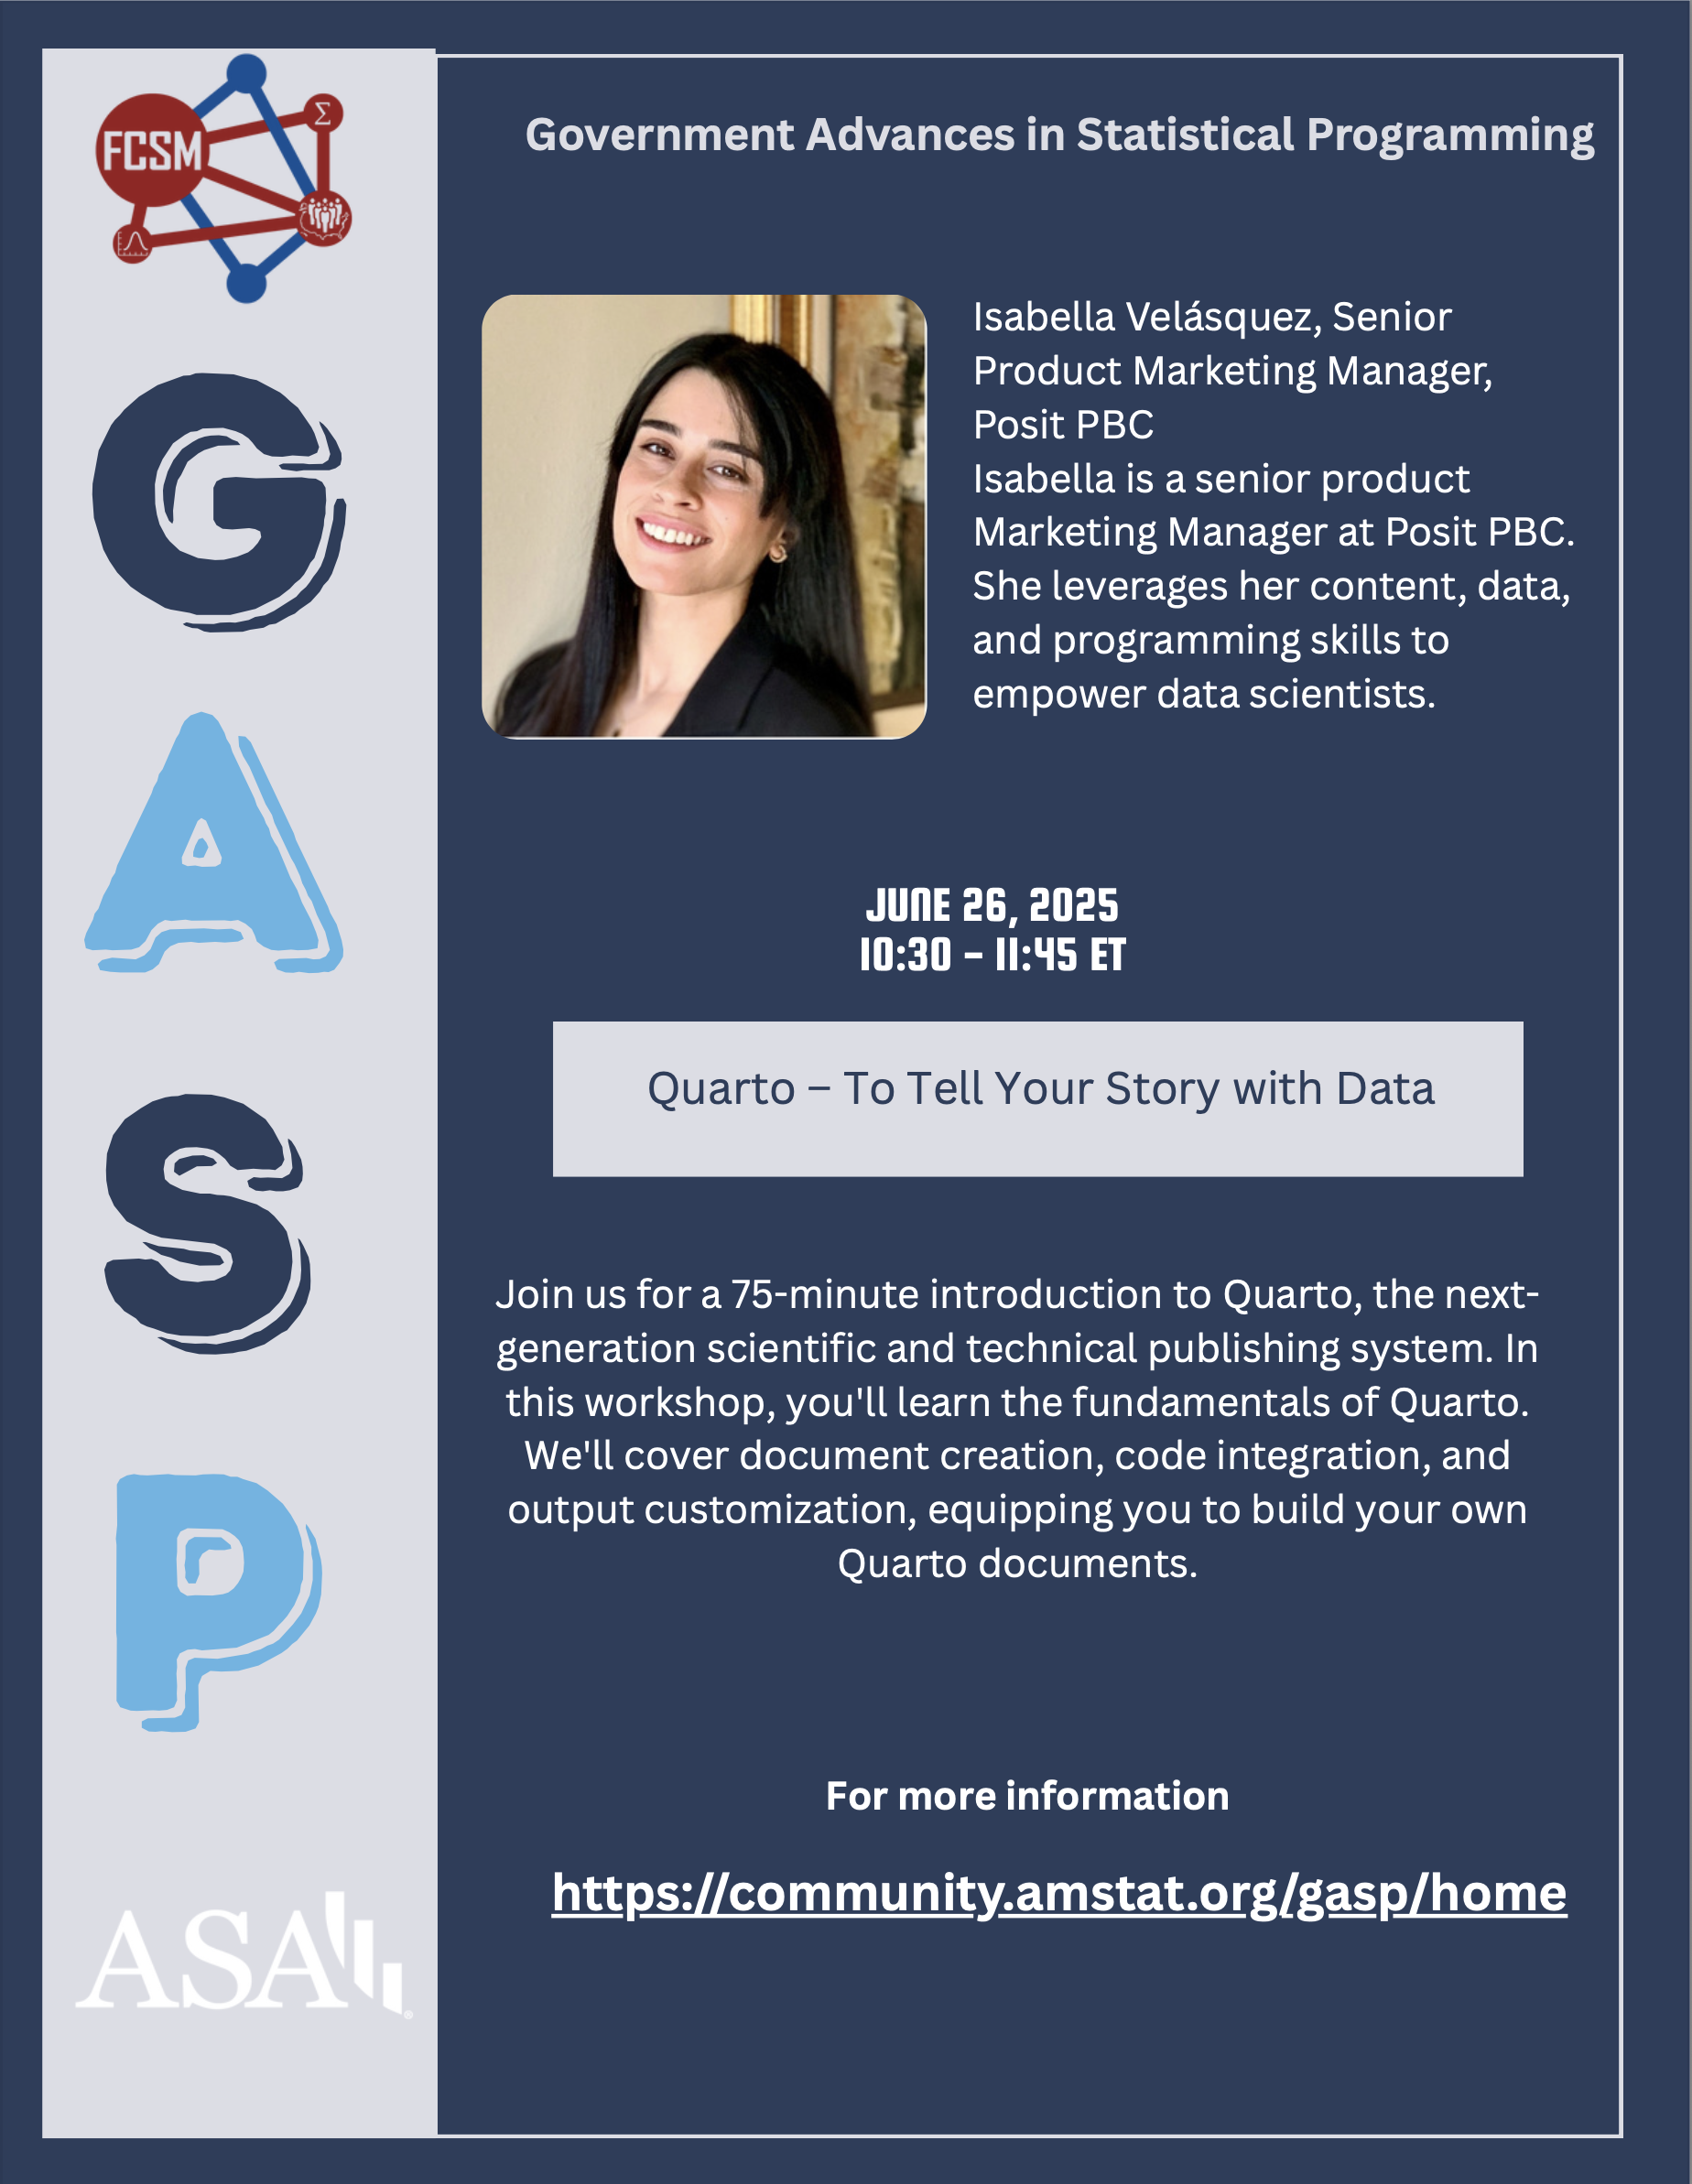 FCSM
Σ
Government Advances in Statistical Programming
Isabella Velásquez, Senior
Product Marketing Manager,
Posit PBC
Isabella is a senior product
Marketing Manager at Posit PBC.
She leverages her content, data,
and programming skills to
empower data scientists.
G
A
S
P
JUNE 26, 2025
10:30 – 11:45 ET
Quarto – To Tell Your Story with Data
Join us for a 75-minute introduction to Quarto, the next-
generation scientific and technical publishing system. In
this workshop, you'll learn the fundamentals of Quarto.
We'll cover document creation, code integration, and
output customization, equipping you to build your own
Quarto documents.
For more information
https://community.amstat.org/gasp/home
ASA®